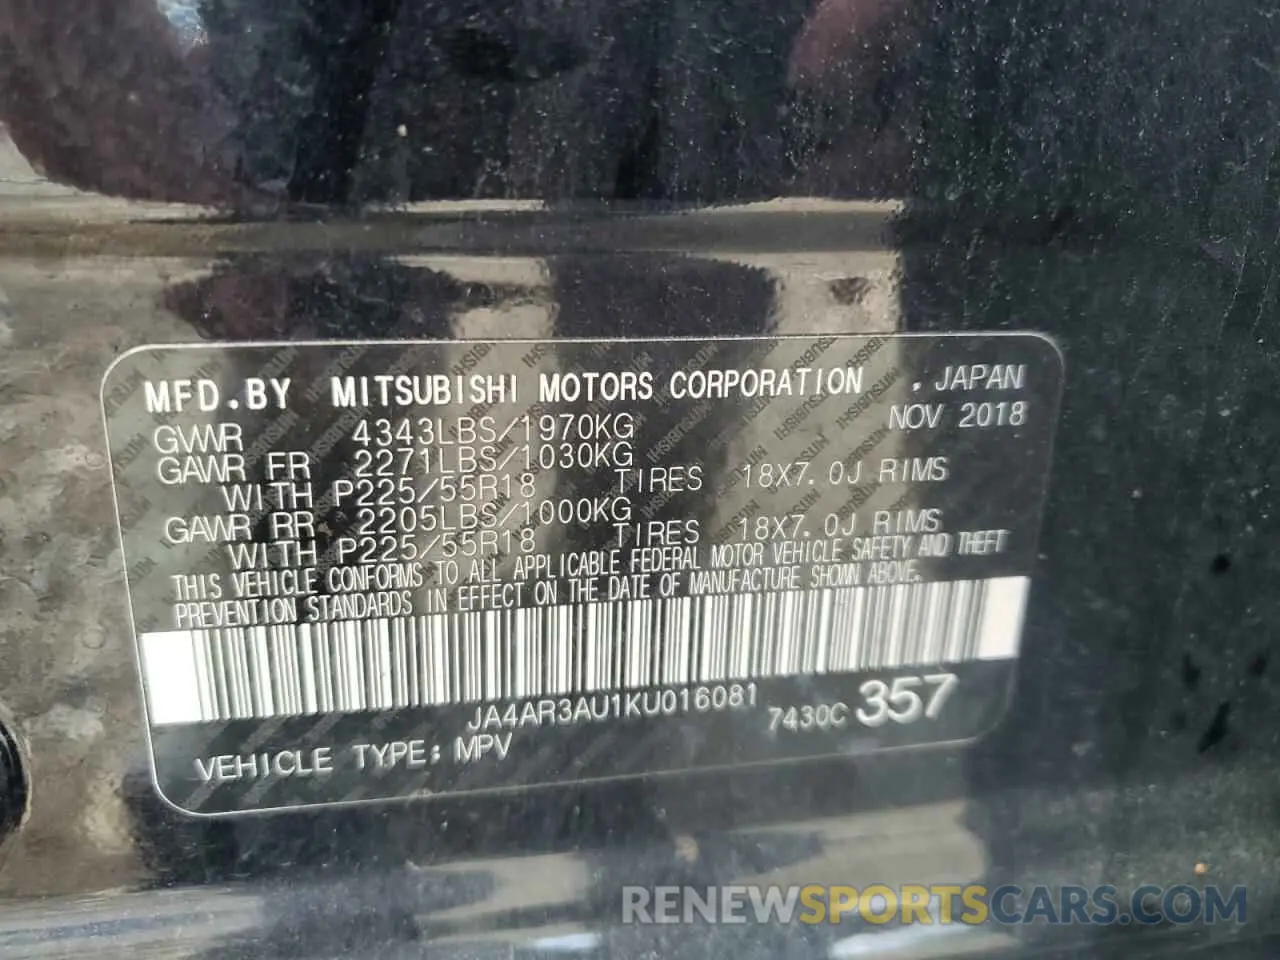 MFD.BY MITSUBISHI MOTORS CORPORATION . JAPAN
NOV 2018
GVWR 4343LBS/1970KG
GAWR FR 2271LBS/1030KG
WITH P225/55R18 TIRES 18X7.0J RIMS
GAWR RR 2205LBS/1000KG
WITH P225/55R18 TIRES 18X7.0J RIMS
THIS VEHICLE CONFORMS TO ALL APPLICABLE FEDERAL MOTOR VEHICLE SAFETY AND THEFT
PREVENTION STANDARDS IN EFFECT ON THE DATE OF MANUFACTURE SHOWN ABOVE.
JA4AR3AU1KU016081 7430C 357
VEHICLE TYPE: MPV
RENEWSPORTSCARS.COM